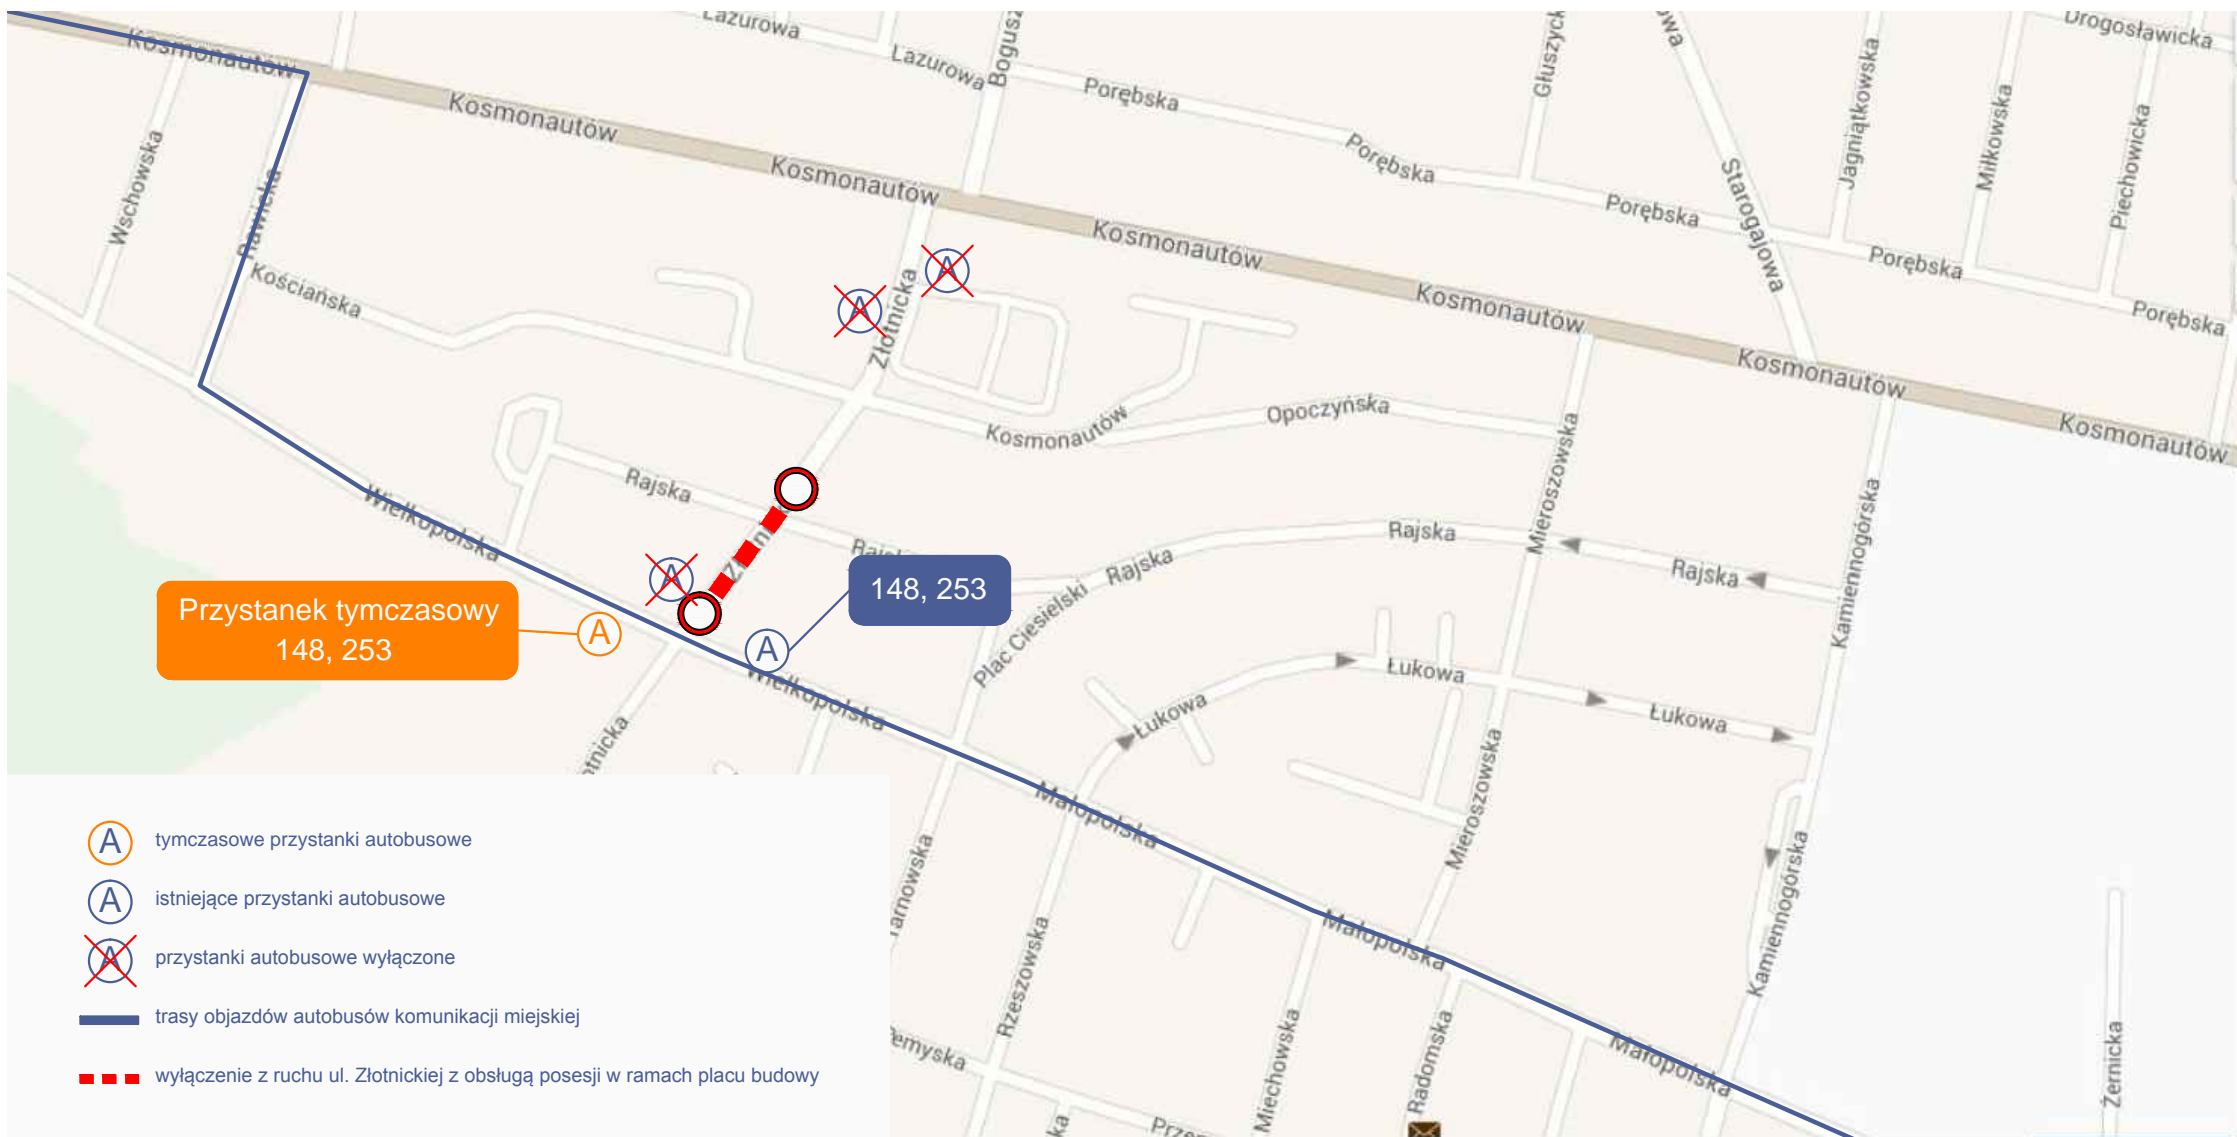 Lazurowa
Lazurowa
Kosmonautów
Kosmonautów
Kosmonautów
Kosmonautów
Kosmonautów
Kosmonautów
Kosmonautów
Porębska
Porębska
Porębska
Porębska
Porębska
Starogajowa
Jagniątkowska
Miłkowska
Piechowicka
Drogosławicka
Wschowska
Rawicka
Kościańska
Złotnicka
Kosmonautów
Opoczyńska
Mieroszowska
Kamiennogórska
Rajska
Rajska
Rajska
Rajska
Plac Ciesielski
Wielkopolska
Wielkopolska
Przystanek tymczasowy
148, 253
A
A
A
A
A
148, 253
Łukowa
Łukowa
Łukowa
Mieroszowska
Małopolska
Małopolska
Małopolska
Kamiennogórska
Rzeszowska
Miechowska
Radomska
Żernicka
A tymczasowe przystanki autobusowe
A istniejące przystanki autobusowe
A przystanki autobusowe wyłączone
trasy objazdów autobusów komunikacji miejskiej
wyłączenie z ruchu ul. Złotnickiej z obsługą posesji w ramach placu budowy